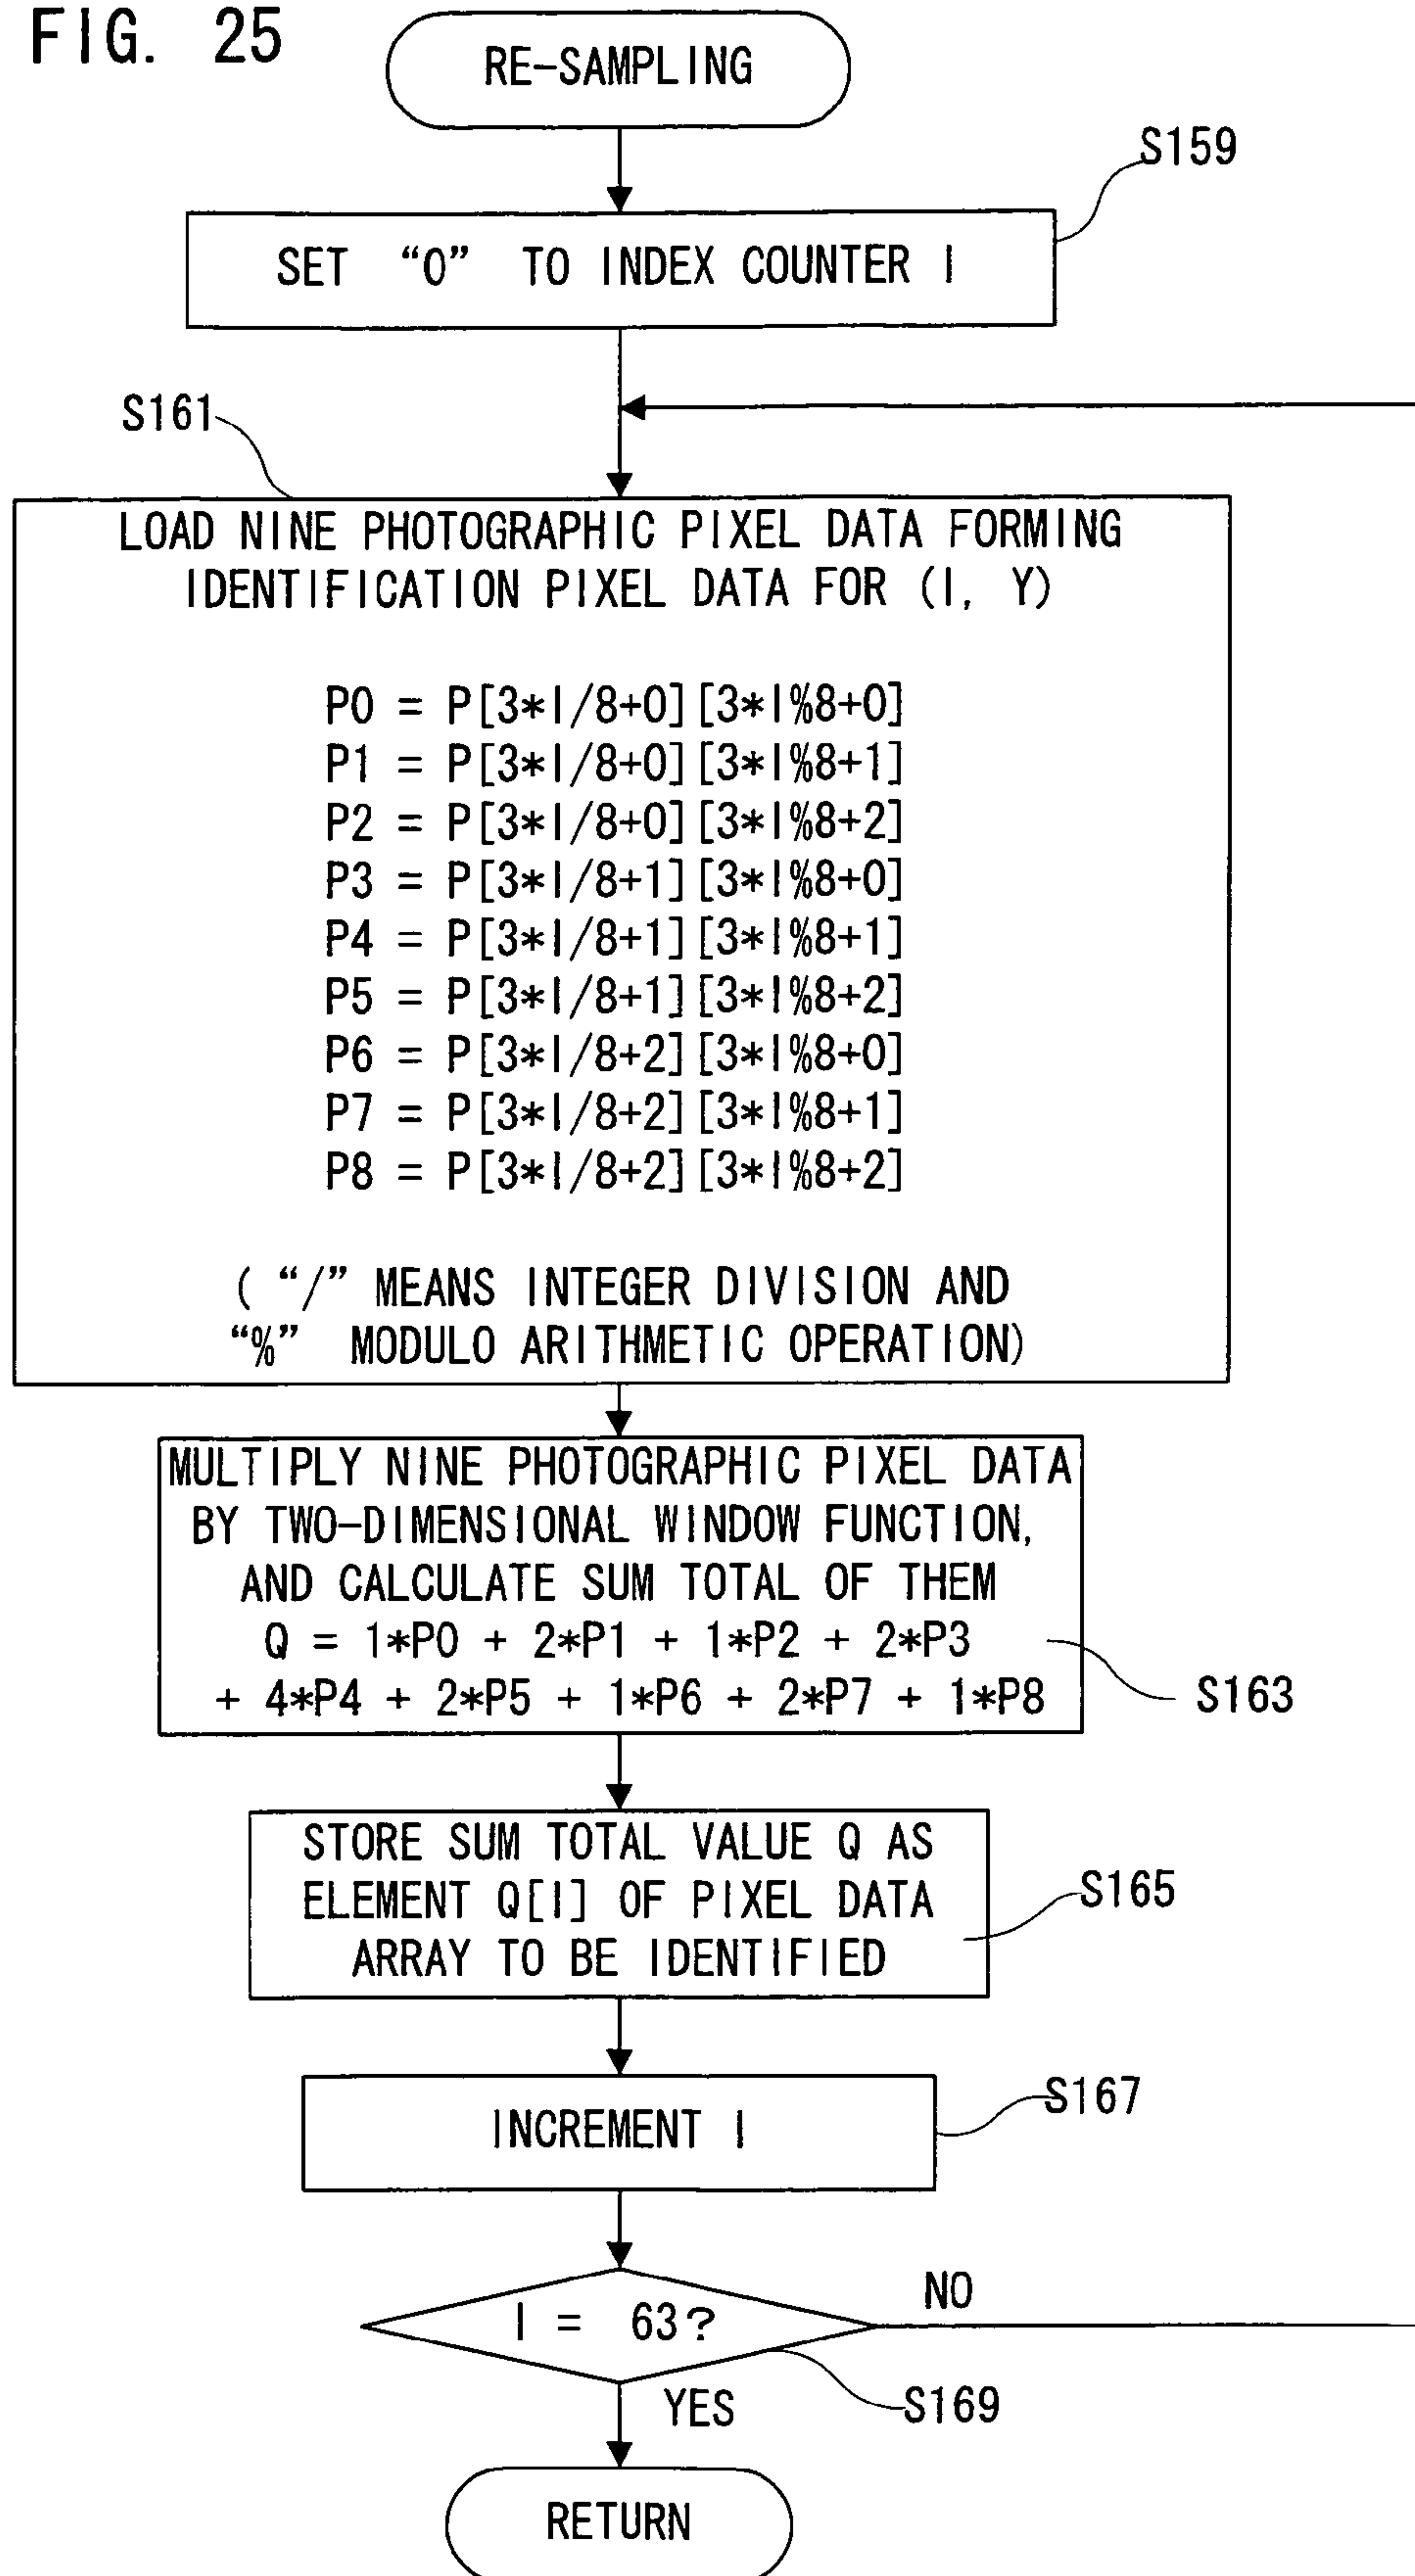 FIG. 25
RE-SAMPLING
S159
SET “0” TO INDEX COUNTER I
S161
LOAD NINE PHOTOGRAPHIC PIXEL DATA FORMING
IDENTIFICATION PIXEL DATA FOR (I, Y)
P0 = P[3*I/8+0][3*I%8+0]
P1 = P[3*I/8+0][3*I%8+1]
P2 = P[3*I/8+0][3*I%8+2]
P3 = P[3*I/8+1][3*I%8+0]
P4 = P[3*I/8+1][3*I%8+1]
P5 = P[3*I/8+1][3*I%8+2]
P6 = P[3*I/8+2][3*I%8+0]
P7 = P[3*I/8+2][3*I%8+1]
P8 = P[3*I/8+2][3*I%8+2]
( “/” MEANS INTEGER DIVISION AND
“%” MODULO ARITHMETIC OPERATION)
MULTIPLY NINE PHOTOGRAPHIC PIXEL DATA
BY TWO-DIMENSIONAL WINDOW FUNCTION,
AND CALCULATE SUM TOTAL OF THEM
Q = 1*P0 + 2*P1 + 1*P2 + 2*P3
+ 4*P4 + 2*P5 + 1*P6 + 2*P7 + 1*P8
S163
STORE SUM TOTAL VALUE Q AS
ELEMENT Q[I] OF PIXEL DATA
ARRAY TO BE IDENTIFIED
S165
INCREMENT I
S167
I = 63?
NO
S169
YES
RETURN